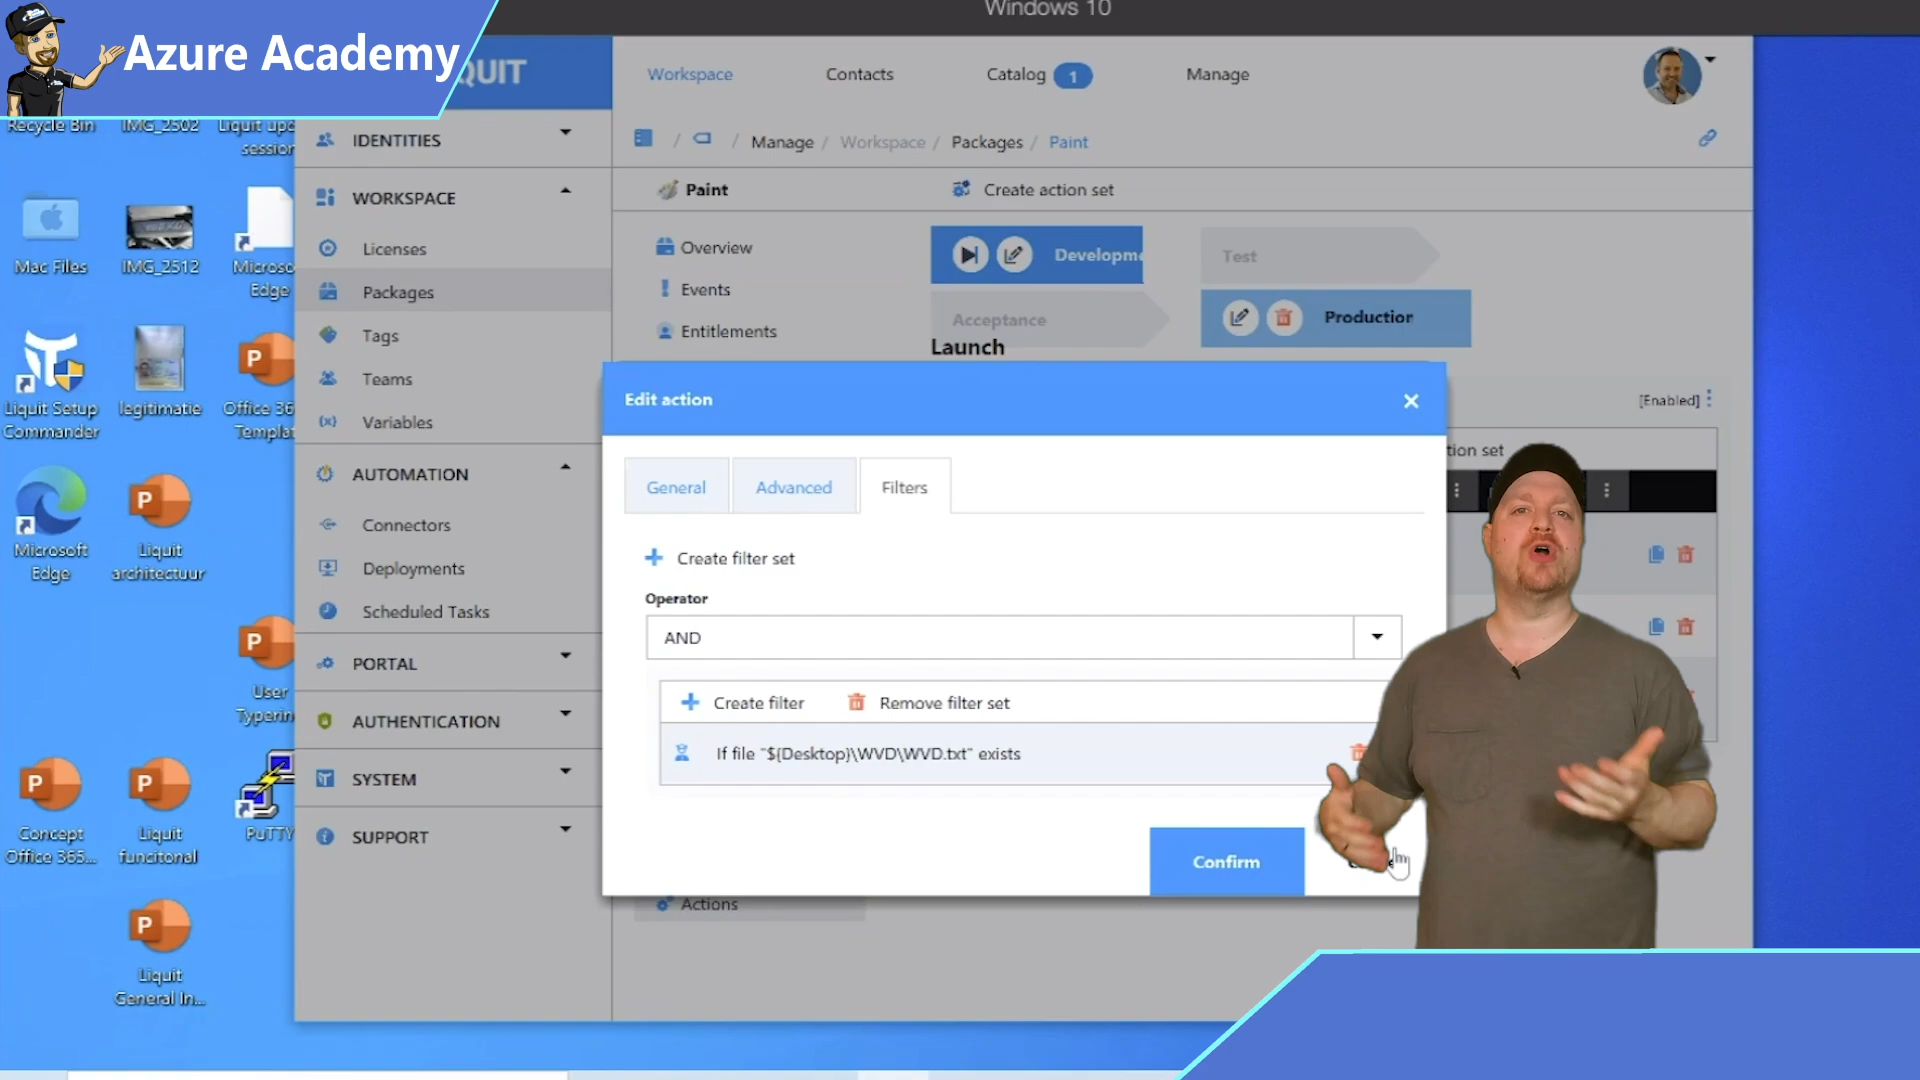 Windows 10
Azure Academy
QUIT
Workspace
Contacts
Catalog 1
Manage
Recycle Bin
IMG_2502
Liquit upd
session
Mac Files
IMG_2512
Microso
Edge
Liquit Setup
Commander
legitimatie
Office 36
Templat
Microsoft
Edge
Liquit
architectuur
User
Typerin
Concept
Office 365...
Liquit
funcitonal
PuTTY
Liquit
General In...
IDENTITIES
WORKSPACE
Licenses
Packages
Tags
Teams
Variables
AUTOMATION
Connectors
Deployments
Scheduled Tasks
PORTAL
AUTHENTICATION
SYSTEM
SUPPORT
/ / Manage / Workspace / Packages / Paint
Paint
Create action set
Overview
Events
Entitlements
Actions
Developme
Test
Acceptance
Production
Launch
[Enabled]
tion set
Edit action
General
Advanced
Filters
Create filter set
Operator
AND
Create filter
Remove filter set
If file "${Desktop}\WVD\WVD.txt" exists
Confirm